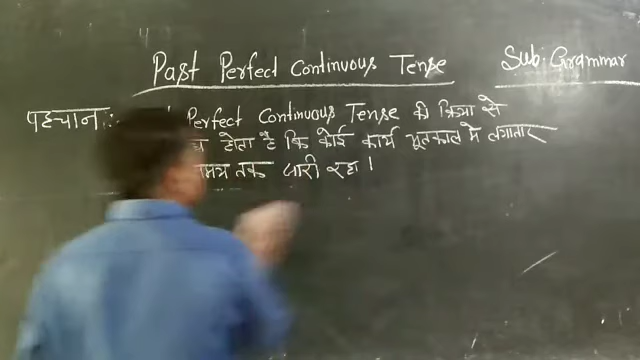 Past Perfect Continuous Tense
Sub: Grammar
पहचान :- Perfect Continuous Tense की क्रिया से
होता है कि कोई कार्य भूतकाल मे लगातार
तक जारी रहा ।